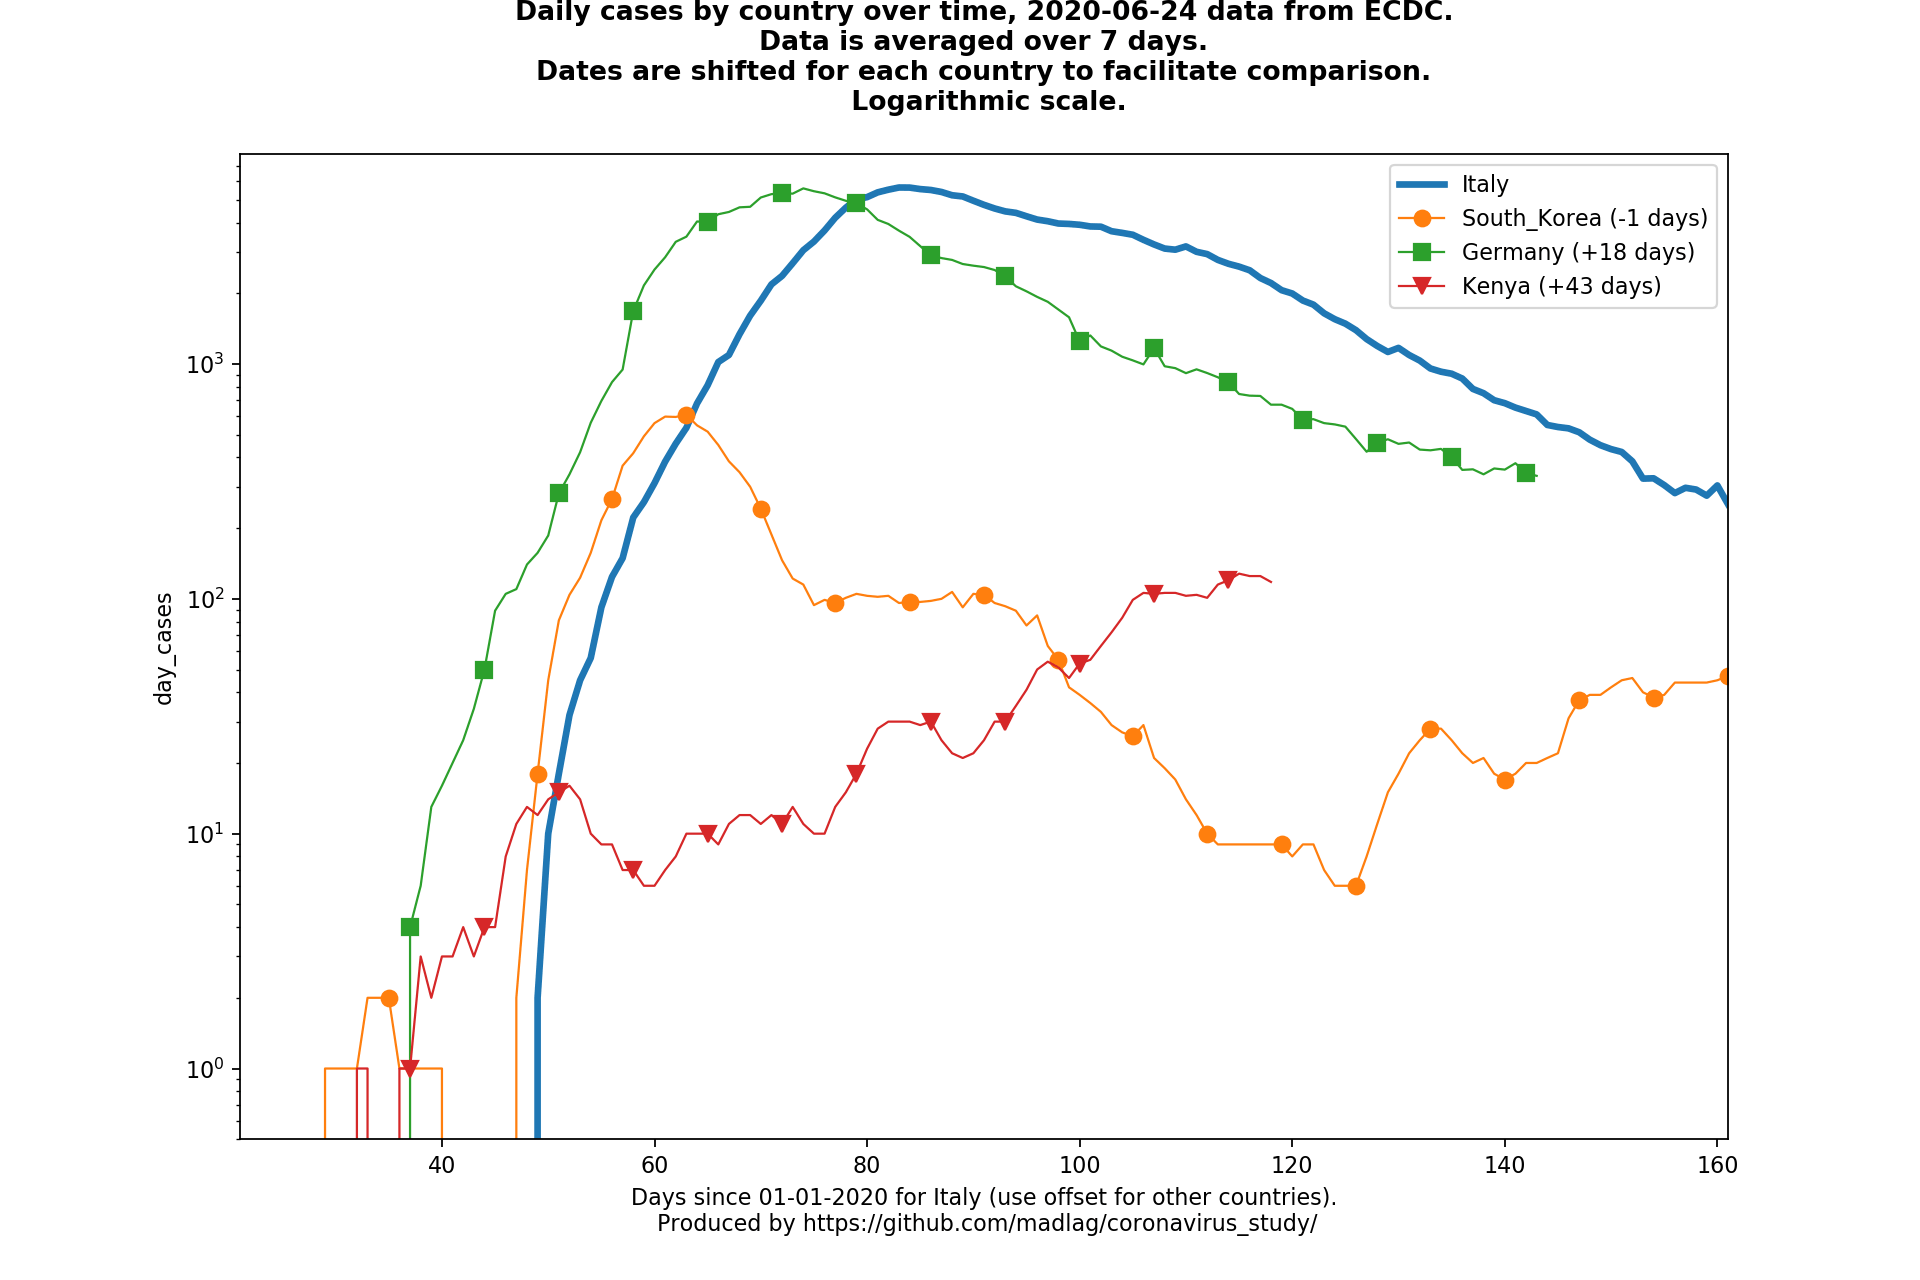 Daily cases by country over time, 2020-06-24 data from ECDC.
Data is averaged over 7 days.
Dates are shifted for each country to facilitate comparison.
Logarithmic scale.
Italy
South_Korea (-1 days)
Germany (+18 days)
Kenya (+43 days)
day_cases
10³
10²
10¹
10⁰
40 60 80 100 120 140 160
Days since 01-01-2020 for Italy (use offset for other countries).
Produced by https://github.com/madlag/coronavirus_study/